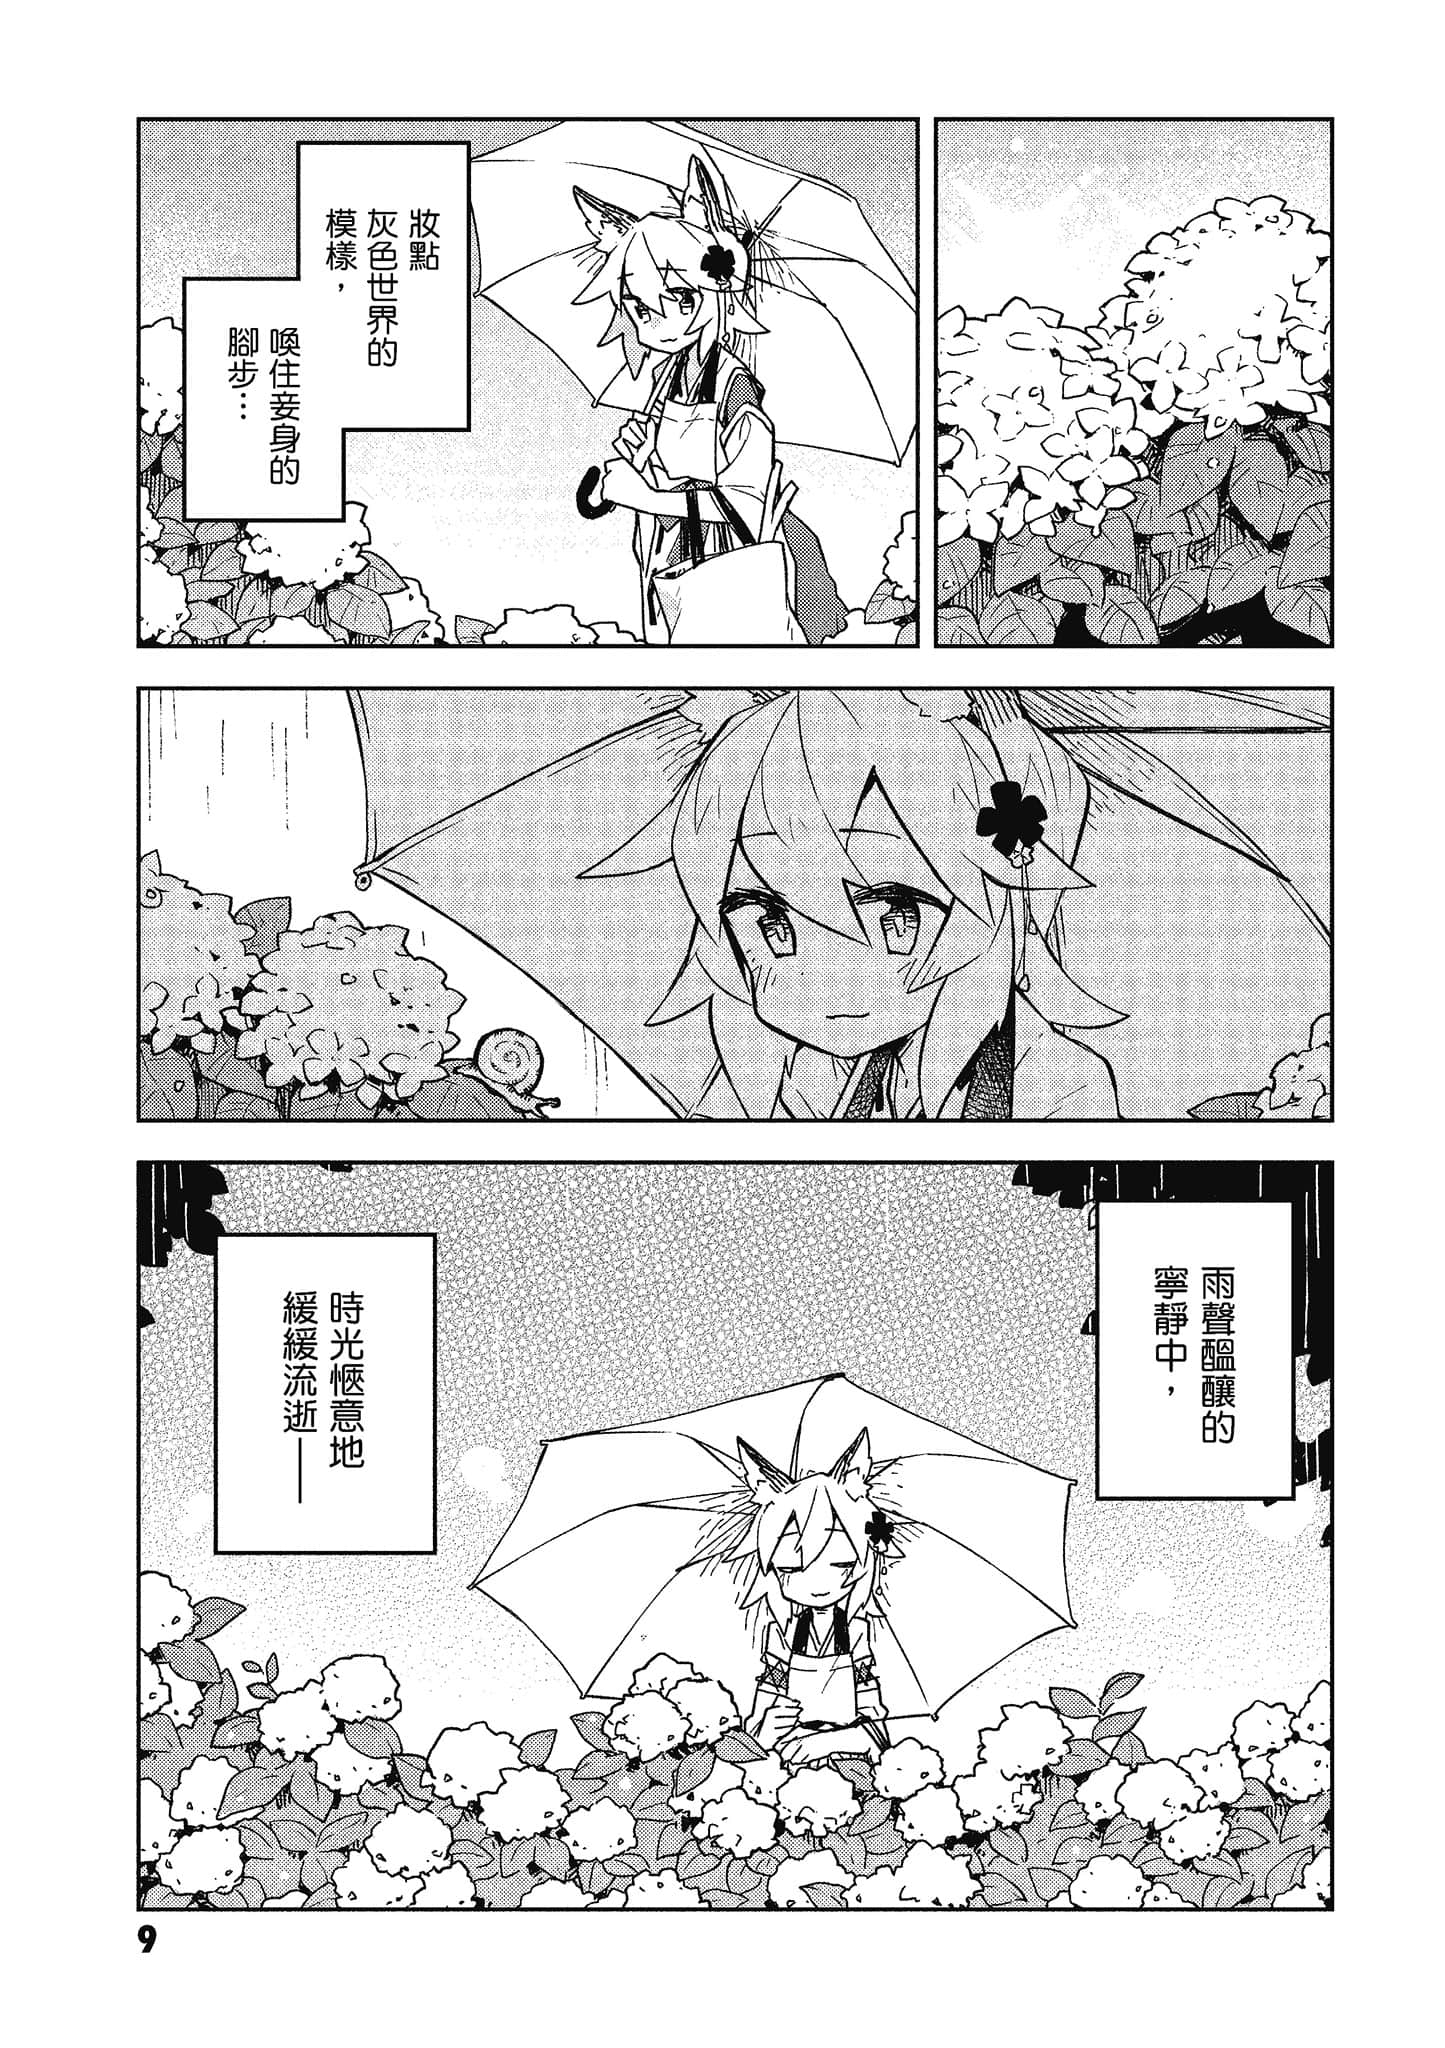 妝點
灰色世界的
模樣，
喚住妾身的
腳步…
雨聲醞釀的
寧靜中，
時光愜意地
緩緩流逝——
9